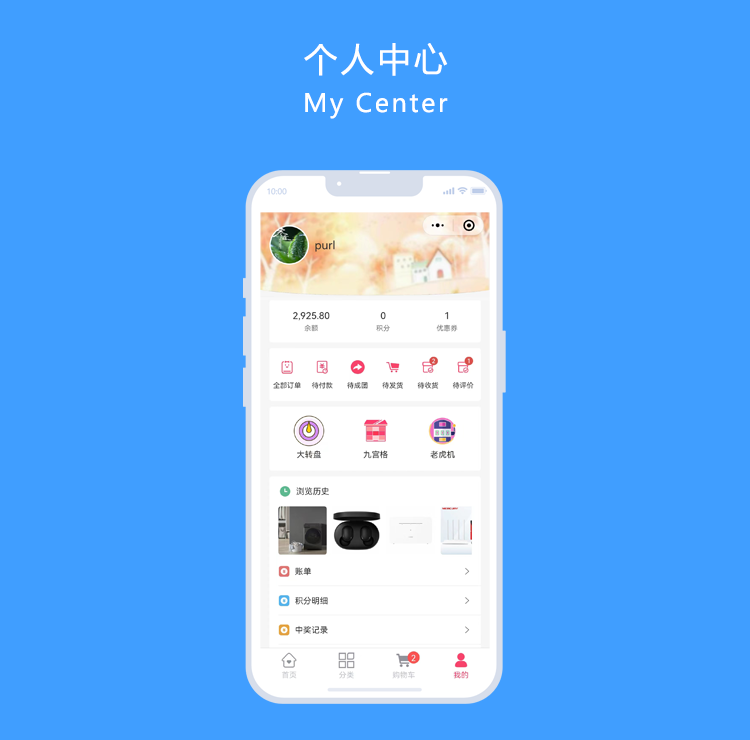 个人中心
My Center
10:00
purl
2,925.80 0 1
余额 积分 优惠券
2 1
全部订单 待付款 待成团 待发货 待收货 待评价
大转盘 九宫格 老虎机
浏览历史
账单
积分明细
中奖记录
2
首页 分类 购物车 我的